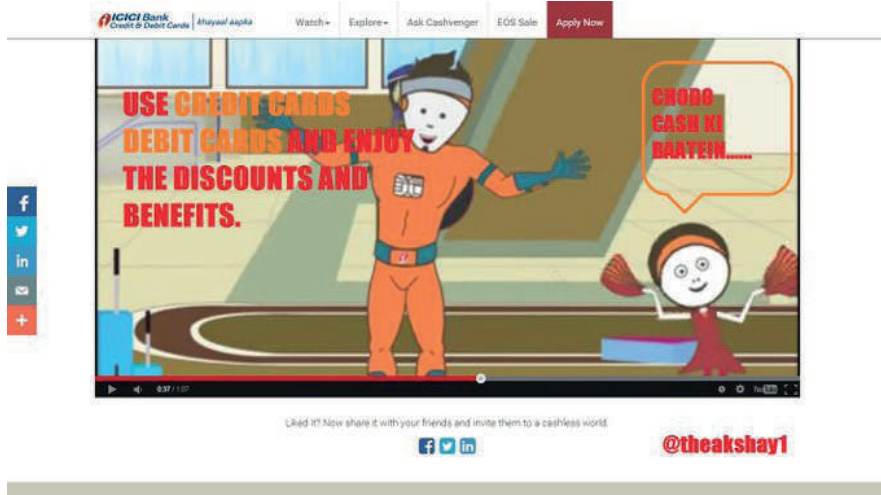 ICICI Bank
Credit & Debit Cards
khayaal aapka
Watch Explore Ask Cashvenger EOS Sale Apply Now
USE CREDIT CARDS
DEBIT CARDS AND ENJOY
THE DISCOUNTS AND
BENEFITS.
CHODO
CASH KI
BAATEIN......
0:37 / 1:07
YouTube
Liked It? Now share it with your friends and invite them to a cashless world.
@theakshay1